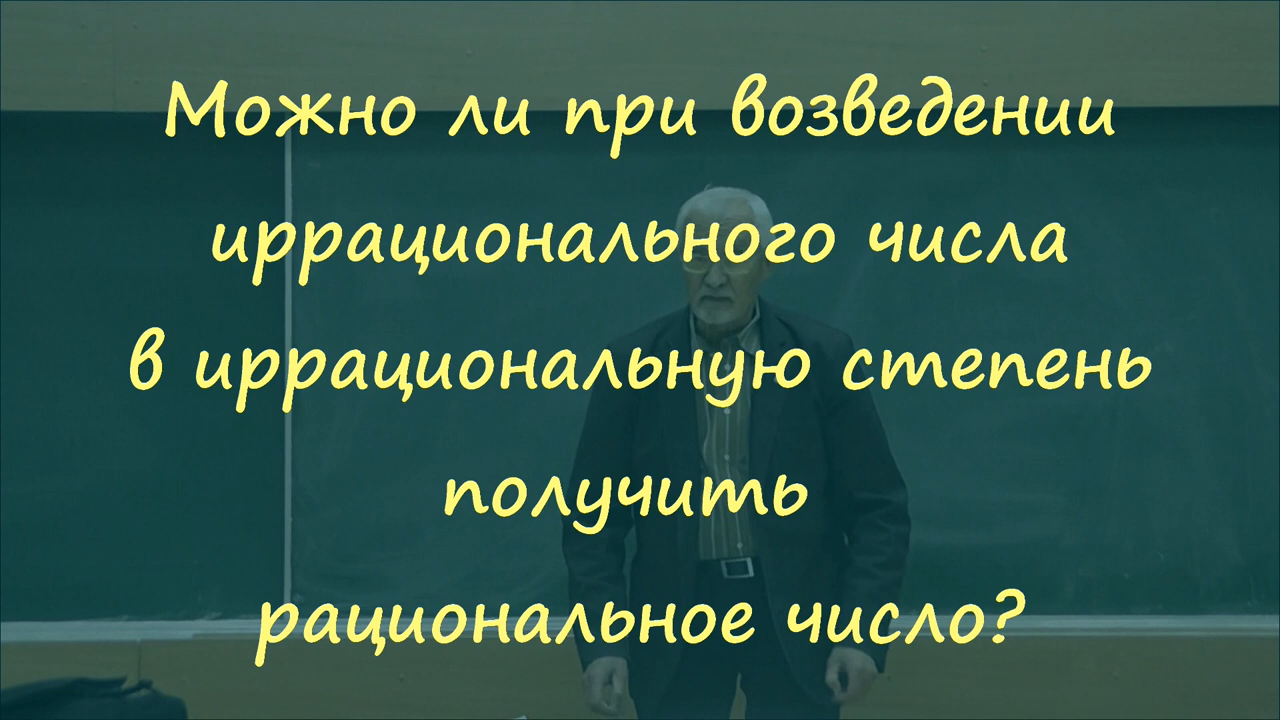 Можно ли при возведении
иррационального числа
в иррациональную степень
получить
рациональное число?